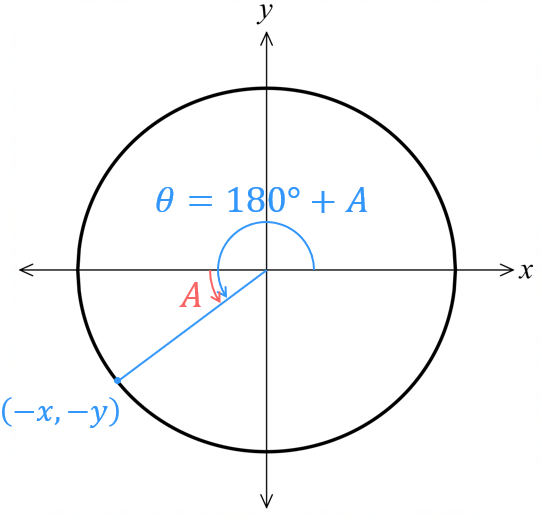 y
θ = 180° + A
x
A
(−x, −y)